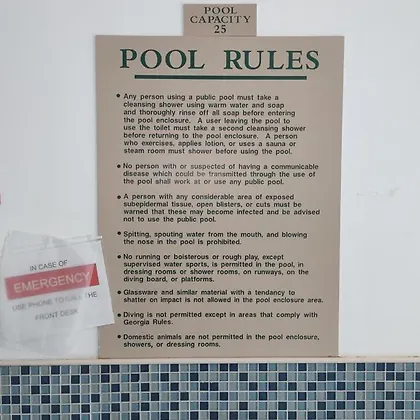 POOL
CAPACITY
25
POOL RULES
• Any person using a public pool must take a
cleansing shower using warm water and soap
and thoroughly rinse off all soap before entering
the pool enclosure. A user leaving the pool to
use the toilet must take a second cleansing shower
before returning to the pool enclosure. A person
who exercises, applies lotion, or uses a sauna or
steam room must shower before using the pool.
• No person with or suspected of having a communicable
disease which could be transmitted through the use of
the pool shall work at or use any public pool.
• A person with any considerable area of exposed
subepidermal tissue, open blisters, or cuts must be
warned that these may become infected and be advised
not to use the public pool.
• Spitting, spouting water from the mouth, and blowing
the nose in the pool is prohibited.
• No running or boisterous or rough play, except
supervised water sports, is permitted in the pool, in
dressing rooms or shower rooms, on runways, on the
diving board, or platforms.
• Glassware and similar material with a tendency to
shatter on impact is not allowed in the pool enclosure area.
• Diving is not permitted except in areas that comply with
Georgia Rules.
• Domestic animals are not permitted in the pool enclosure,
showers, or dressing rooms.
IN CASE OF
EMERGENCY
USE PHONE TO CALL THE
FRONT DESK